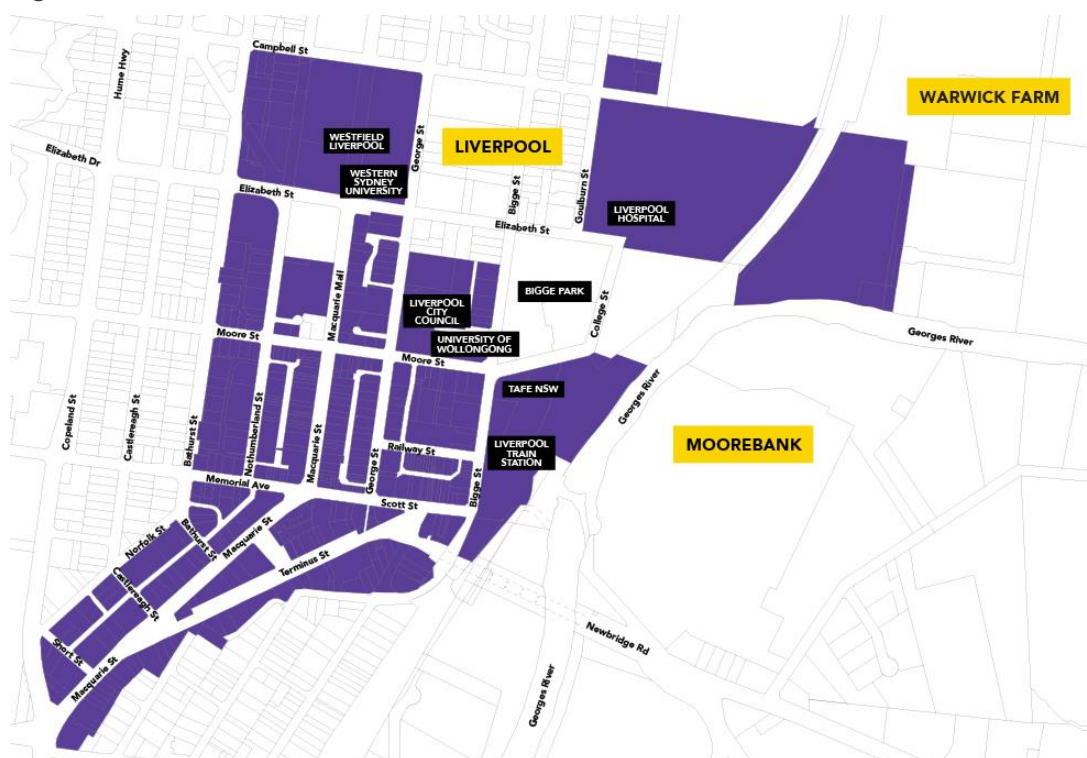 Campbell St
Hume Hwy
WARWICK FARM
WESTFIELD
LIVERPOOL
George St
LIVERPOOL
Elizabeth Dr
WESTERN
SYDNEY
UNIVERSITY
Bigge St
Goulburn St
Elizabeth St
LIVERPOOL
HOSPITAL
Elizabeth St
Macquarie Mall
BIGGE PARK
LIVERPOOL
CITY
COUNCIL
College St
Moore St
UNIVERSITY OF
WOLLONGONG
Georges River
Moore St
TAFE NSW
Georges River
Copeland St
Castlereagh St
Bathurst St
Nothumberland St
Macquarie St
George St
Railway St
LIVERPOOL
TRAIN
STATION
MOOREBANK
Bigge St
Memorial Ave
Scott St
Norfolk St
Bathurst St
Macquarie St
Terminus St
Castlereagh St
Short St
Macquarie St
Newbridge Rd
Georges River